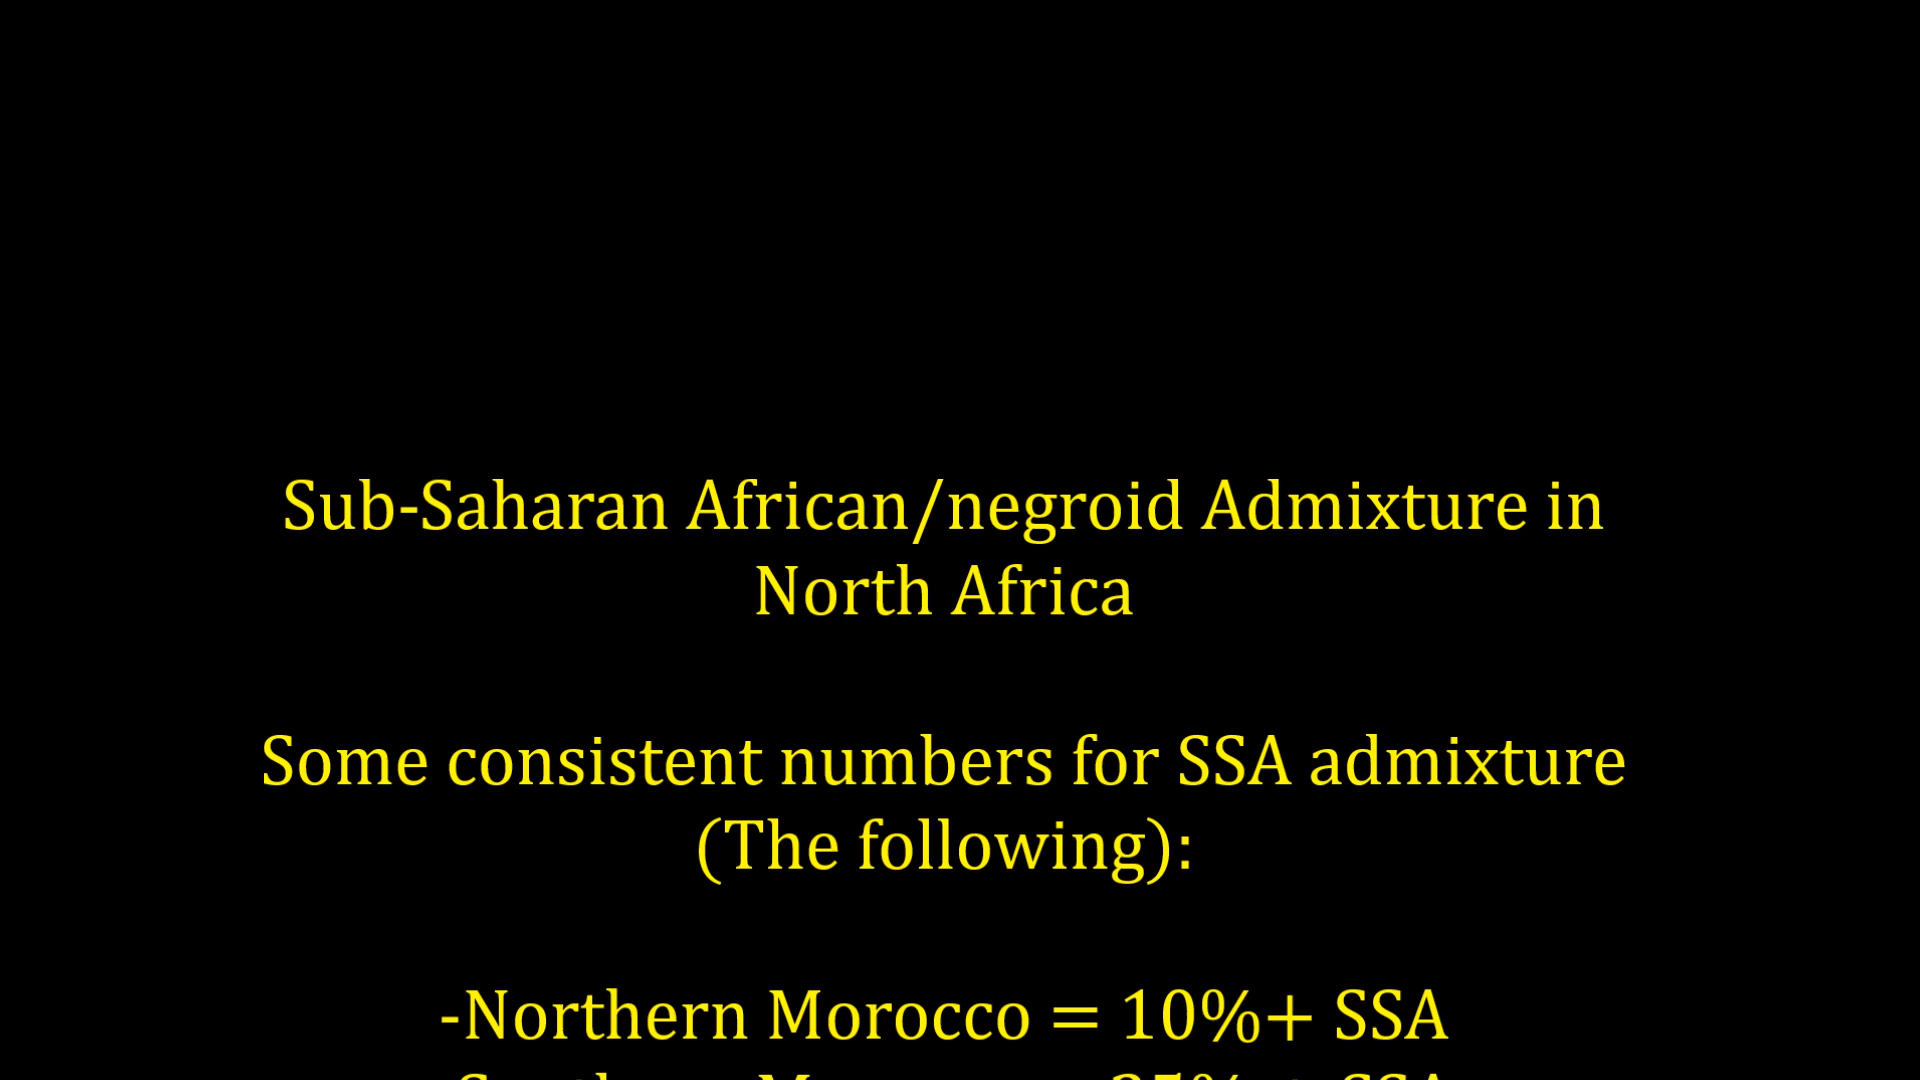 Sub-Saharan African/negroid Admixture in
North Africa
Some consistent numbers for SSA admixture
(The following):
-Northern Morocco = 10%+ SSA